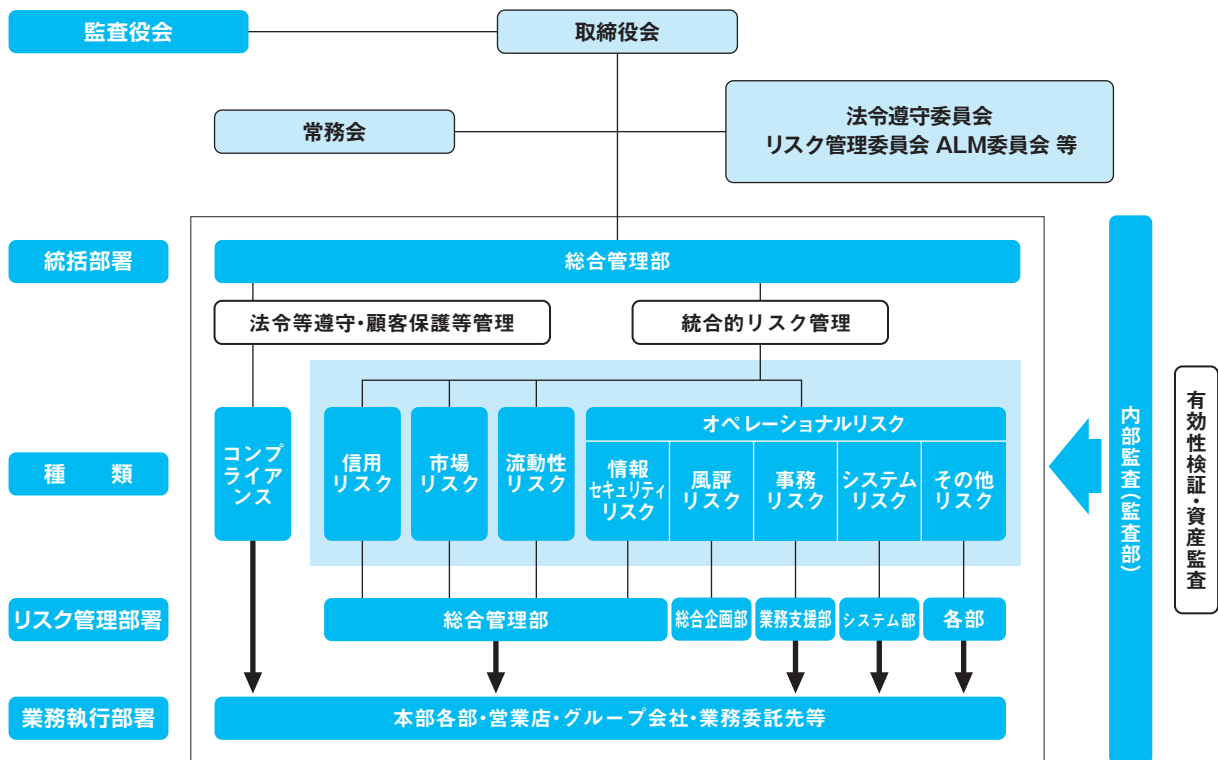 監査役会
取締役会
常務会
法令遵守委員会
リスク管理委員会 ALM委員会 等
統括部署
総合管理部
法令等遵守・顧客保護等管理
統合的リスク管理
種　類
コンプ
ライア
ンス
信用
リスク
市場
リスク
流動性
リスク
オペレーショナルリスク
情報
セキュリティ
リスク
風評
リスク
事務
リスク
システム
リスク
その他
リスク
リスク管理部署
総合管理部
総合企画部
業務支援部
システム部
各部
業務執行部署
本部各部・営業店・グループ会社・業務委託先等
内部監査(監査部)
有効性検証・資産監査